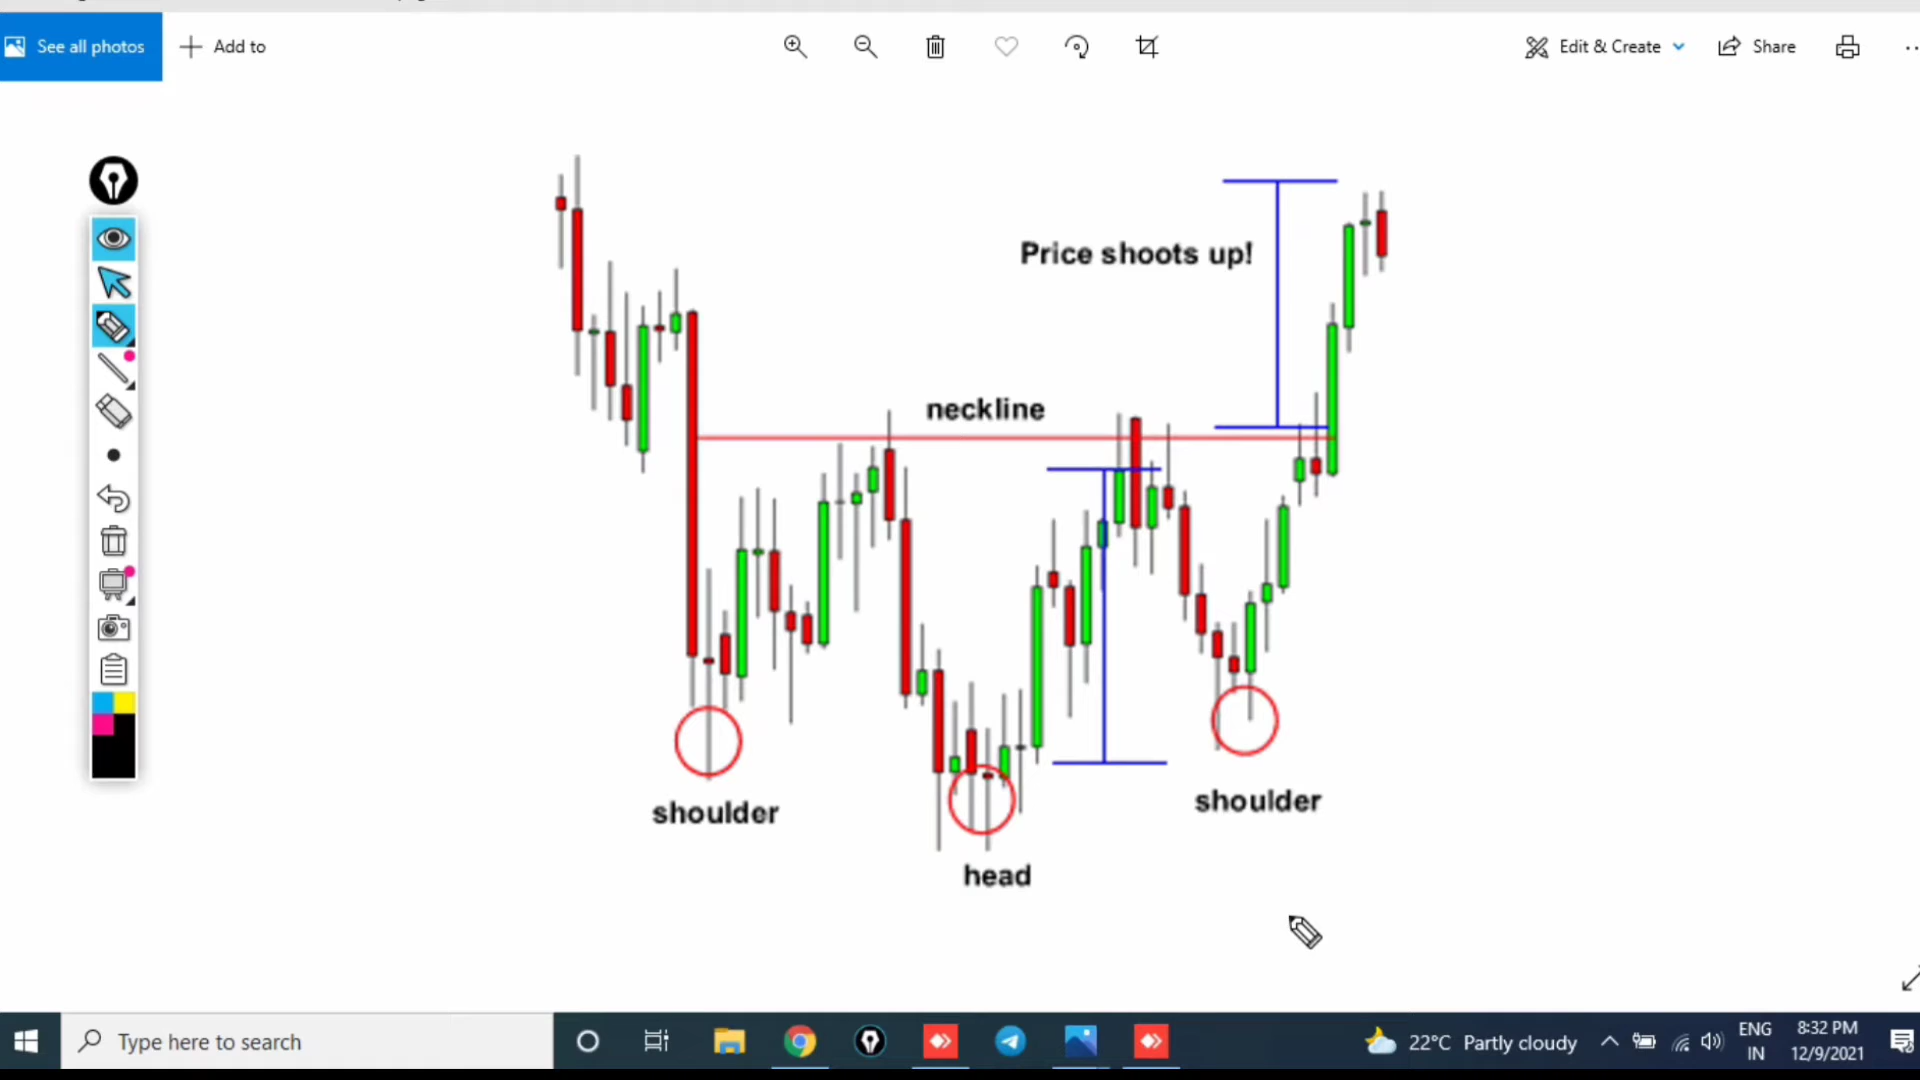 See all photos
Add to
Edit & Create
Share
Price shoots up!
neckline
shoulder
shoulder
head
Type here to search
22°C Partly cloudy
ENG
IN
8:32 PM
12/9/2021